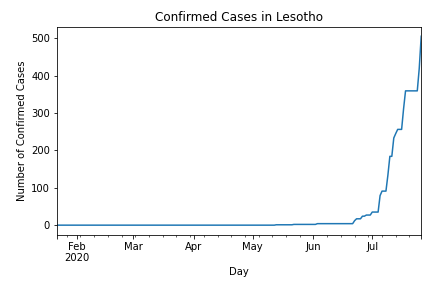 Confirmed Cases in Lesotho
Number of Confirmed Cases
500
400
300
200
100
0
Feb Mar Apr May Jun Jul
2020
Day